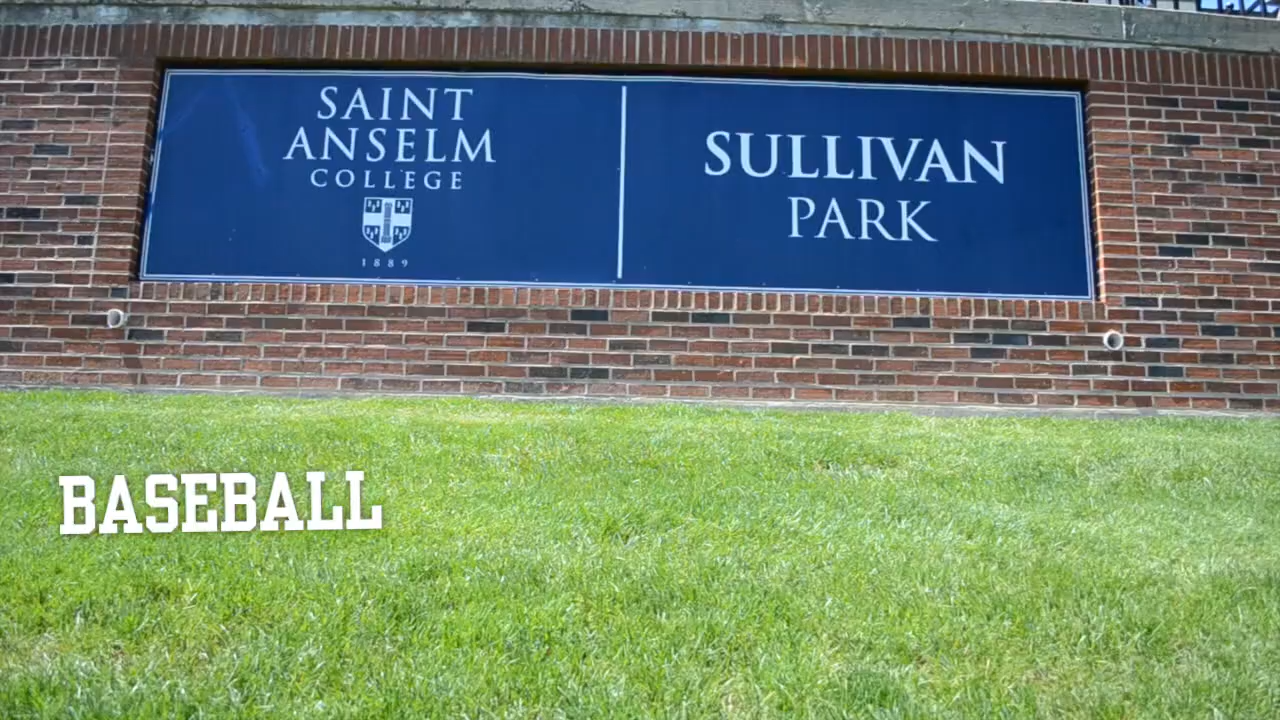 SAINT
ANSELM
COLLEGE
1889
SULLIVAN
PARK
BASEBALL